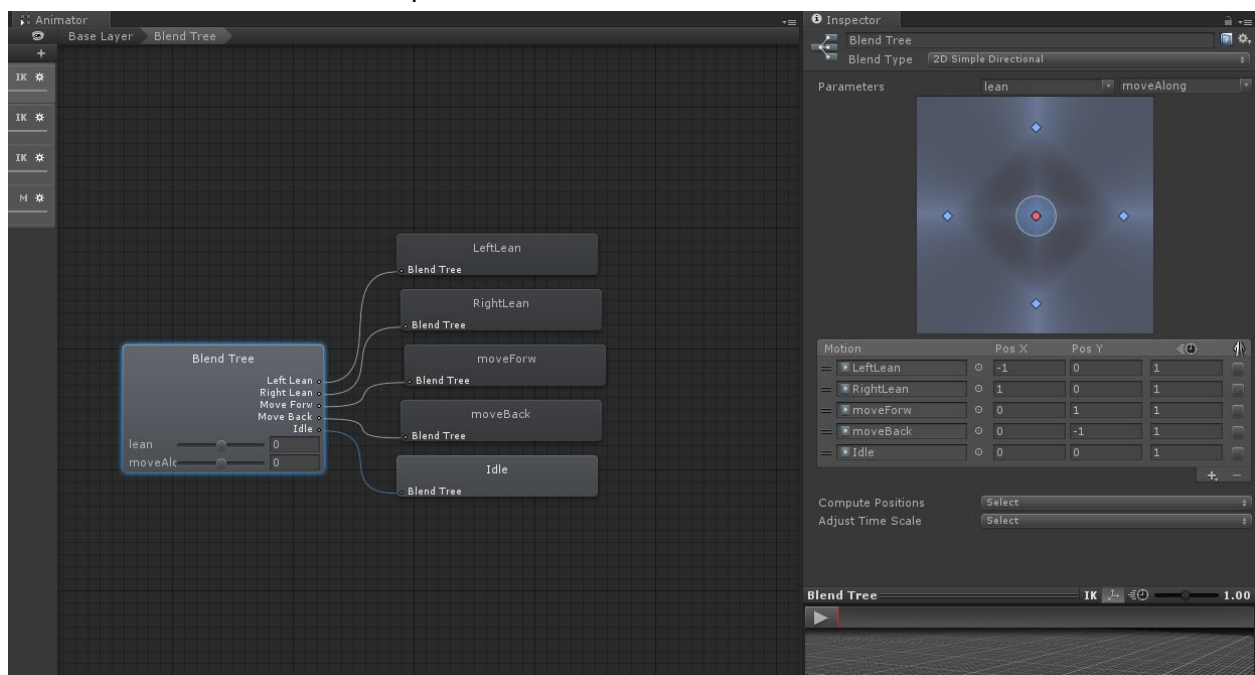 Animator
Base Layer Blend Tree
+
IK
IK
IK
M
LeftLean
Blend Tree
RightLean
Blend Tree
moveForw
Blend Tree
moveBack
Blend Tree
Idle
Blend Tree
Blend Tree
Left Lean
Right Lean
Move Forw
Move Back
Idle
lean 0
moveAlc 0
Inspector
Blend Tree
Blend Type 2D Simple Directional
Parameters lean moveAlong
Motion Pos X Pos Y
LeftLean -1 0 1
RightLean 1 0 1
moveForw 0 1 1
moveBack 0 -1 1
Idle 0 0 1
+ -
Compute Positions Select
Adjust Time Scale Select
Blend Tree IK 1.00